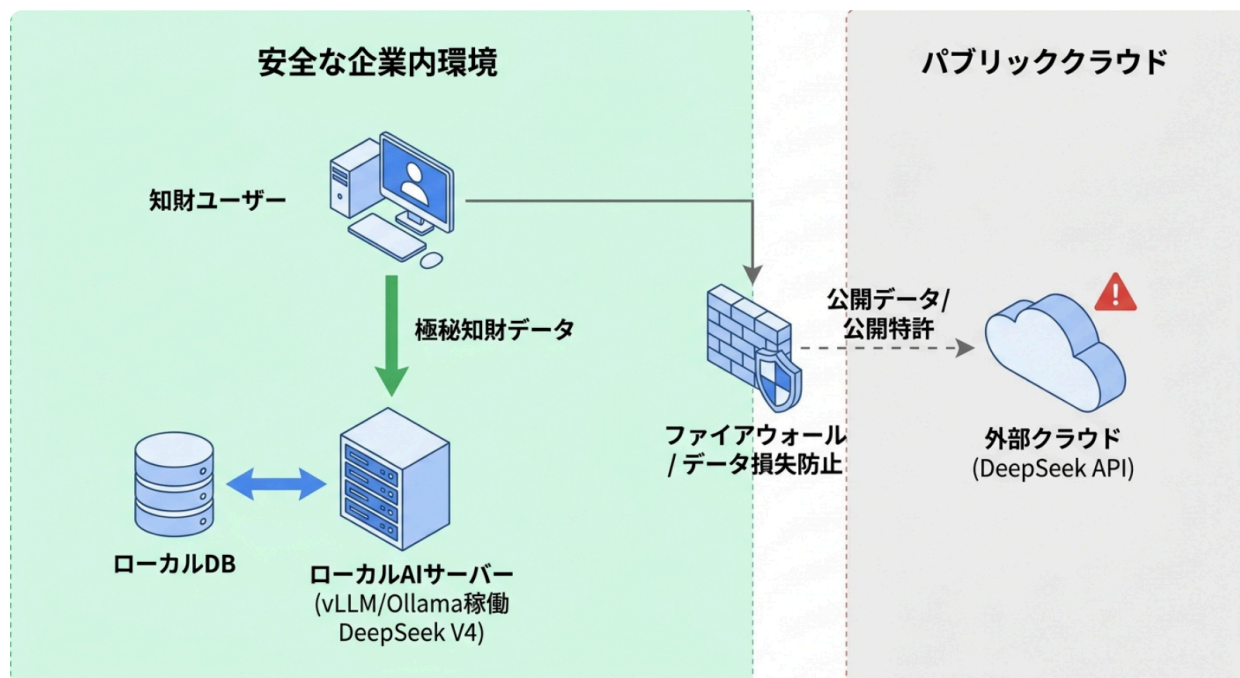 安全な企業内環境
パブリッククラウド
知財ユーザー
極秘知財データ
公開データ/
公開特許
ファイアウォール
/ データ損失防止
外部クラウド
(DeepSeek API)
ローカルDB
ローカルAIサーバー
(vLLM/Ollama稼働
DeepSeek V4)